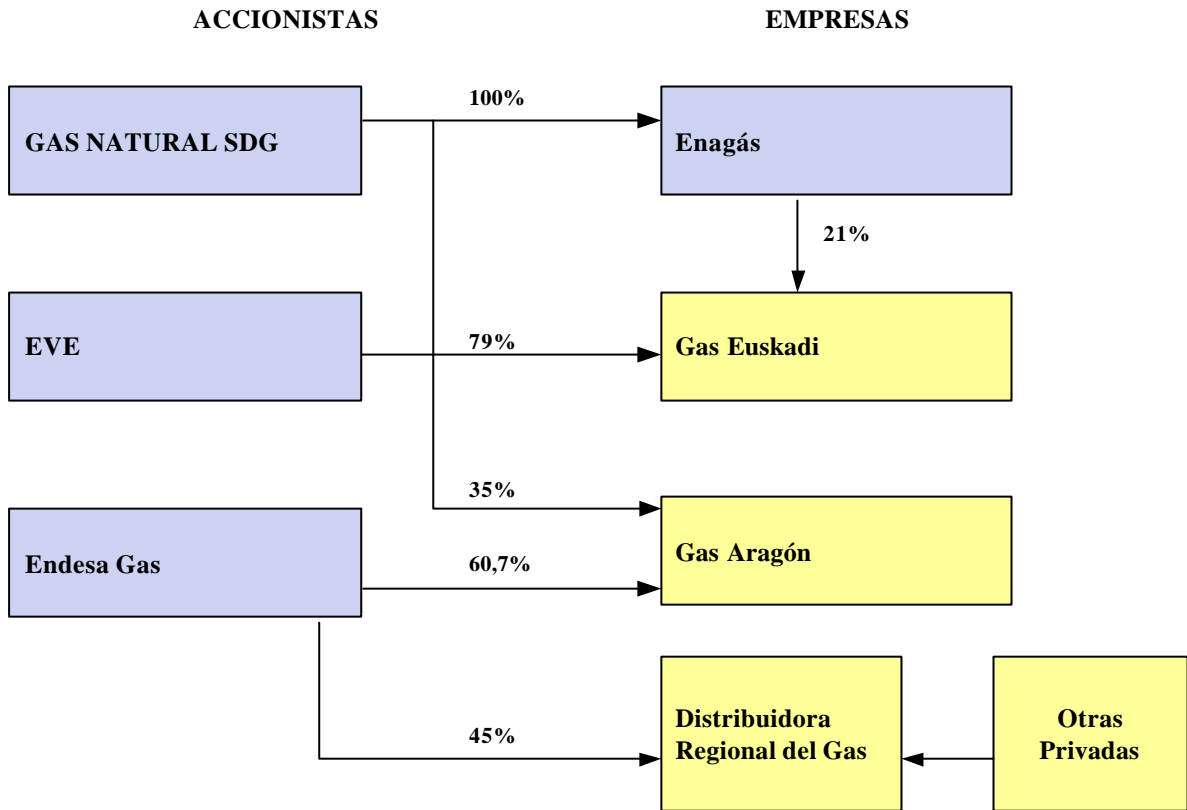 ACCIONISTAS
EMPRESAS
GAS NATURAL SDG
100%
Enagás
21%
EVE
79%
Gas Euskadi
35%
Endesa Gas
60,7%
Gas Aragón
45%
Distribuidora
Regional del Gas
Otras
Privadas